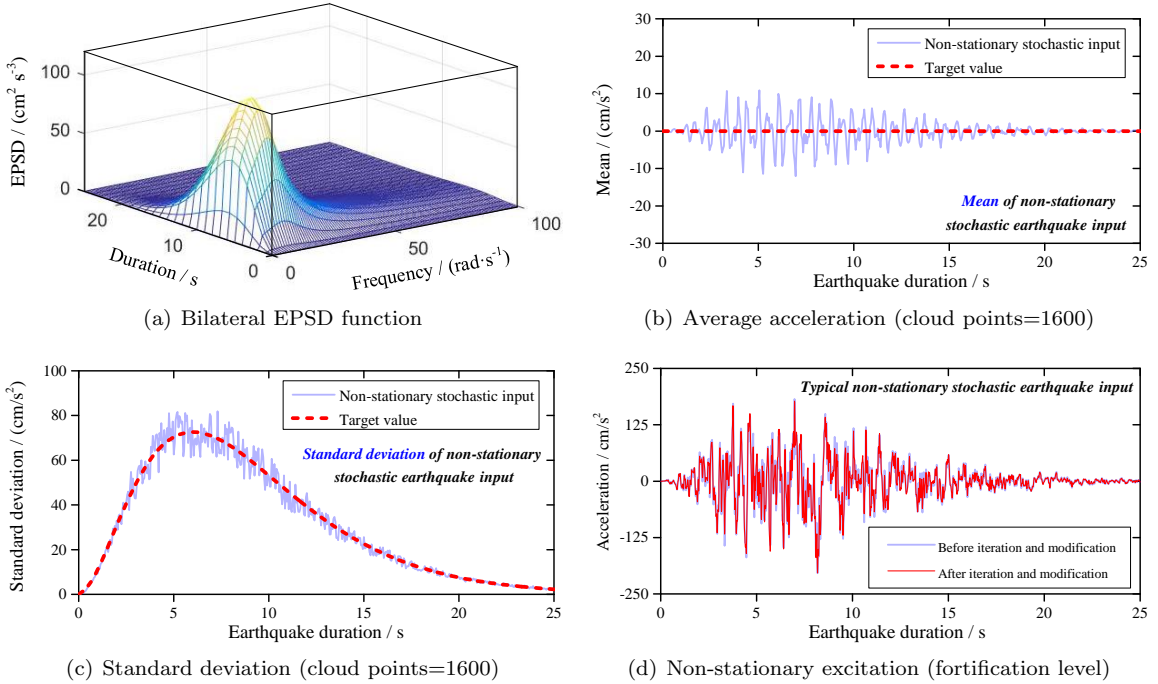 EPSD / (cm² s⁻³)
100
50
0
20
10
0
Duration / s
0
50
100
Frequency / (rad·s⁻¹)
(a) Bilateral EPSD function
Mean / (cm/s²)
30
20
10
0
-10
-20
-30
Non-stationary stochastic input
Target value
Mean of non-stationary
stochastic earthquake input
0 5 10 15 20 25
Earthquake duration / s
(b) Average acceleration (cloud points=1600)
Standard deviation / (cm/s²)
100
80
60
40
20
0
Non-stationary stochastic input
Target value
Standard deviation of non-stationary
stochastic earthquake input
0 5 10 15 20 25
Earthquake duration / s
(c) Standard deviation (cloud points=1600)
Acceleration / cm/s²
250
125
0
-125
-250
Typical non-stationary stochastic earthquake input
Before iteration and modification
After iteration and modification
0 5 10 15 20 25
Earthquake duration / s
(d) Non-stationary excitation (fortification level)